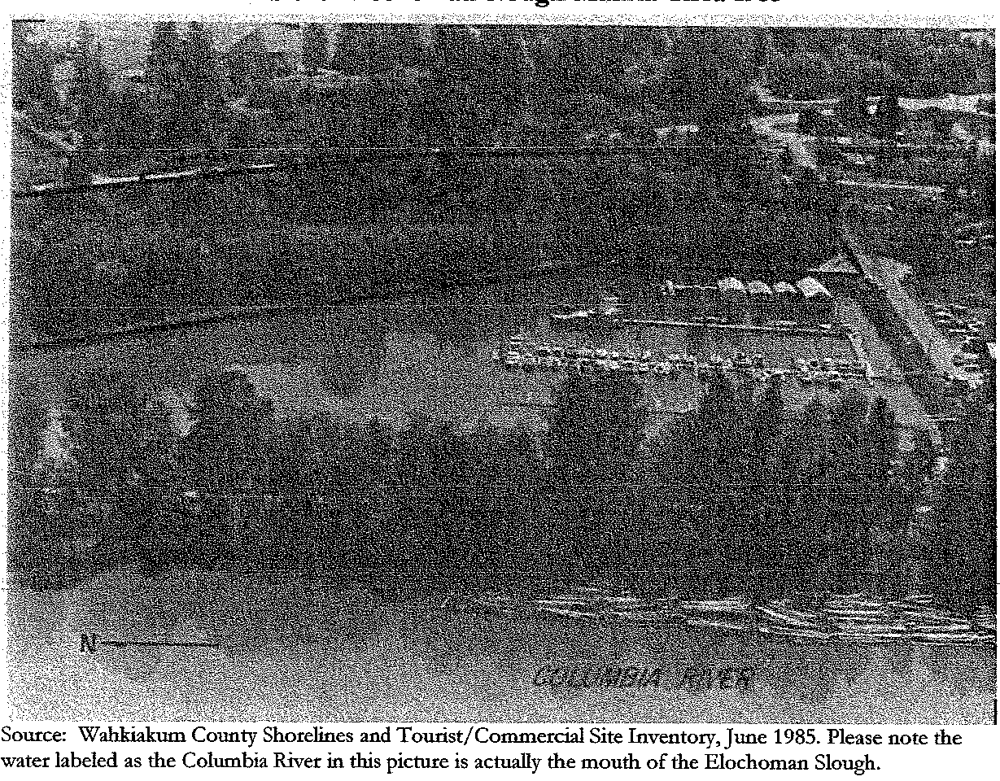 N
COLUMBIA RIVER
Source: Wahkiakum County Shorelines and Tourist/Commercial Site Inventory, June 1985. Please note the
water labeled as the Columbia River in this picture is actually the mouth of the Elochoman Slough.